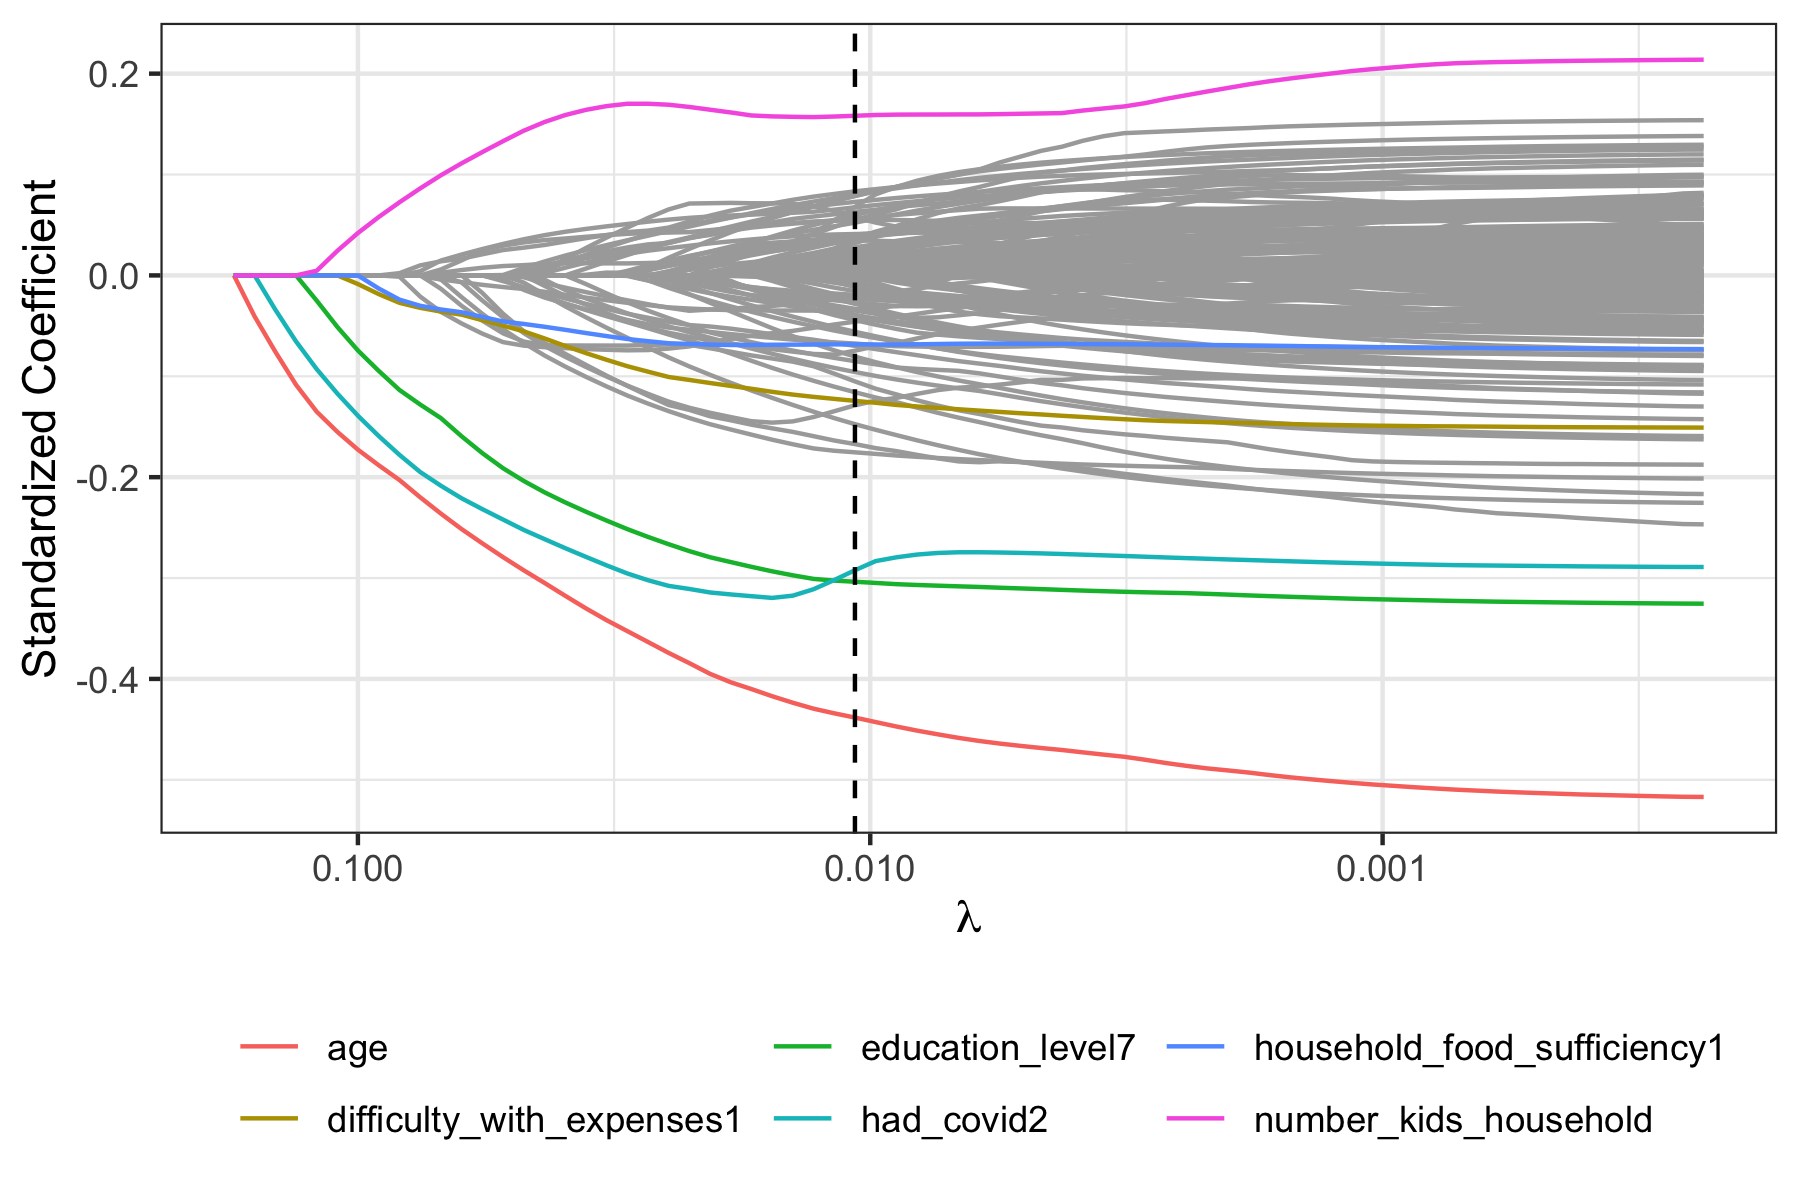 Standardized Coefficient
0.2
0.0
-0.2
-0.4
0.100
0.010
0.001
λ
age
education_level7
household_food_sufficiency1
difficulty_with_expenses1
had_covid2
number_kids_household